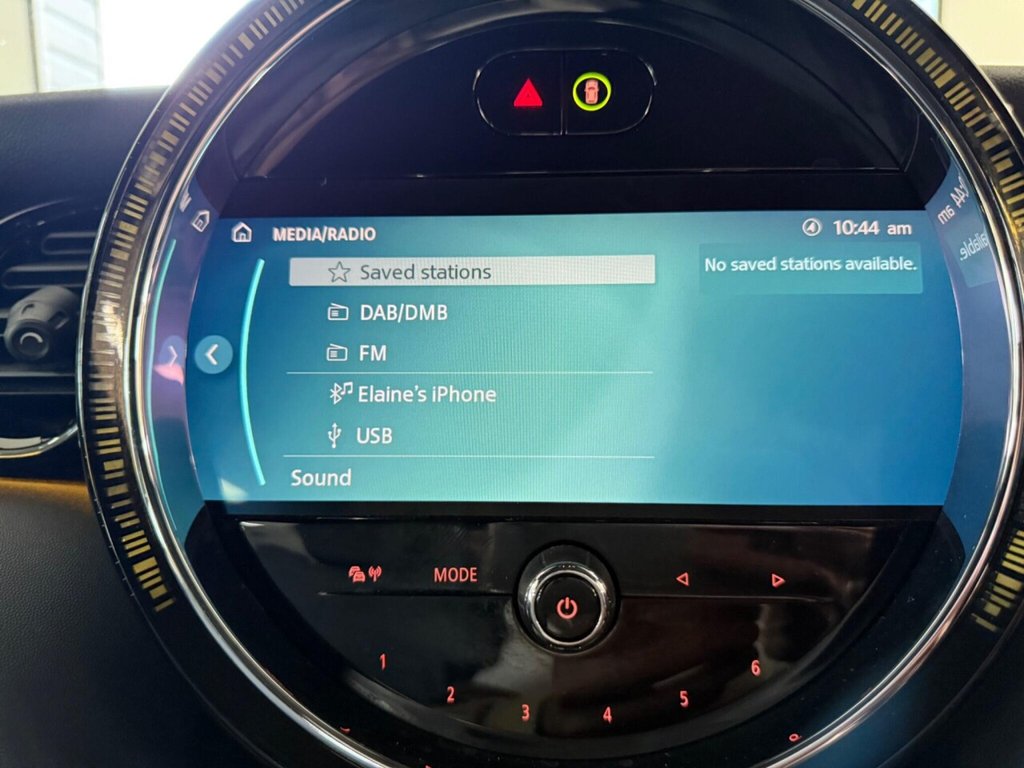 MEDIA/RADIO
10:44 am
Saved stations
No saved stations available.
DAB/DMB
FM
Elaine's iPhone
USB
Sound
MODE
1
2
3
4
5
6